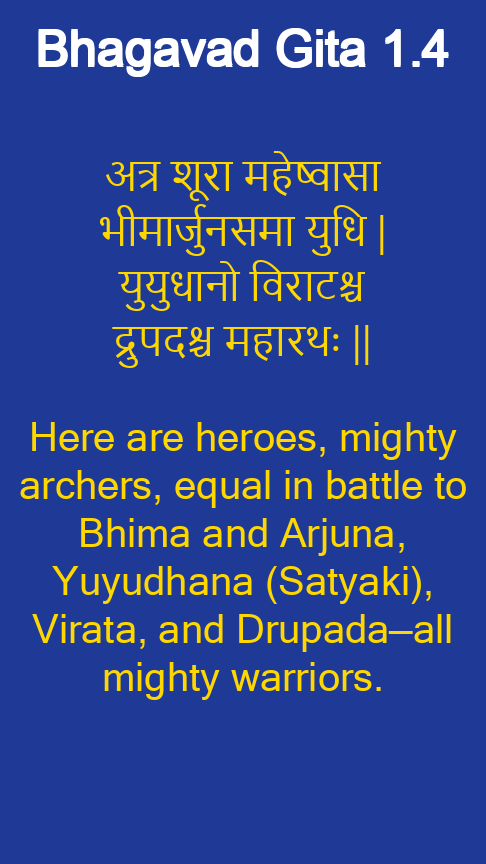 Bhagavad Gita 1.4
अत्र शूरा महेष्वासा
भीमार्जुनसमा युधि |
युयुधानो विराटश्च
द्रुपदश्च महारथः ||
Here are heroes, mighty
archers, equal in battle to
Bhima and Arjuna,
Yuyudhana (Satyaki),
Virata, and Drupada—all
mighty warriors.